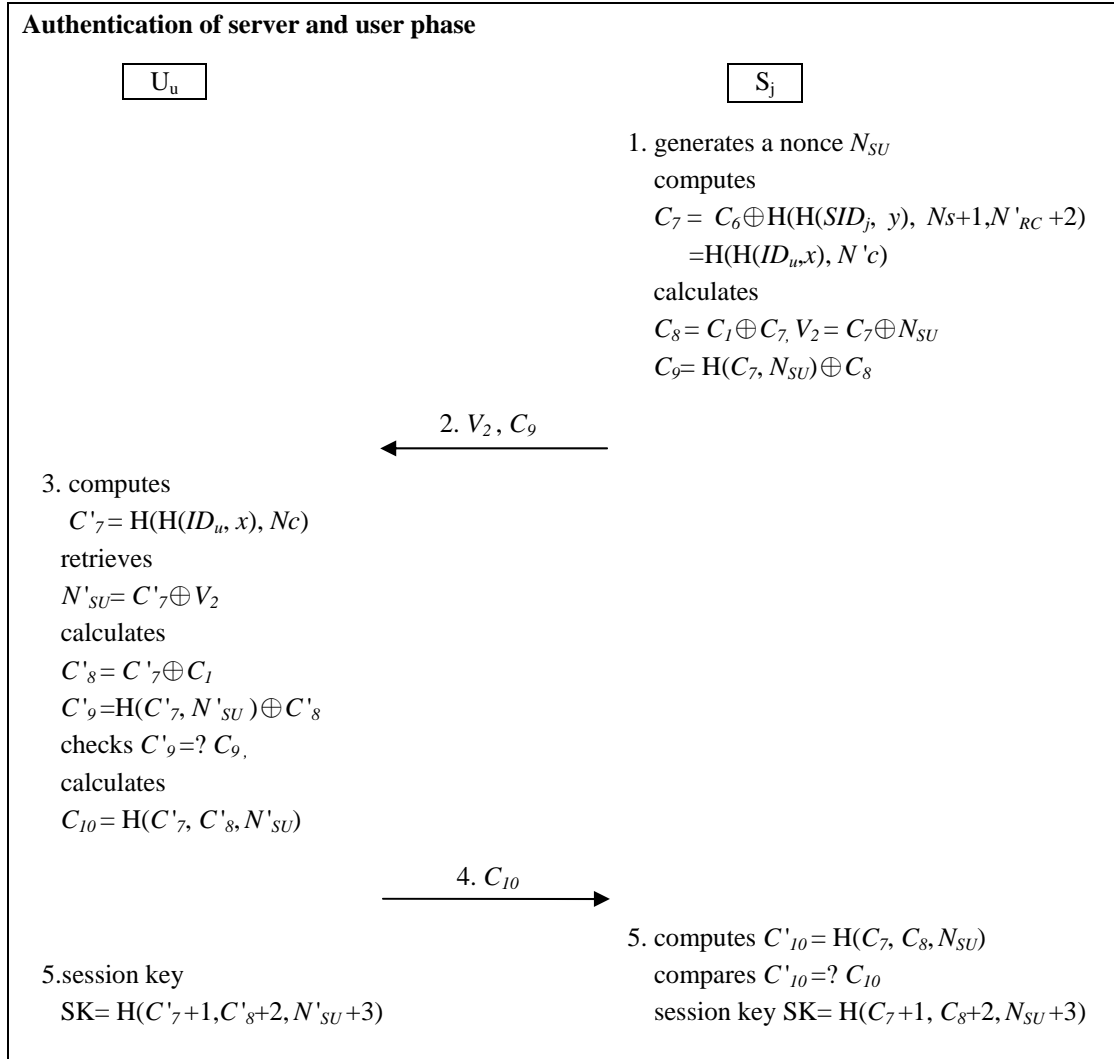 Authentication of server and user phase
U_u
S_j
1. generates a nonce N_SU
computes
C_7 = C_6⊕H(H(SID_j, y), Ns+1,N'_RC +2)
=H(H(ID_u,x), N'c)
calculates
C_8= C_1⊕C_7, V_2= C_7⊕N_SU
C_9= H(C_7, N_SU)⊕C_8
2. V_2 , C_9
3. computes
C'_7= H(H(ID_u, x), Nc)
retrieves
N'_SU= C'_7⊕V_2
calculates
C'_8= C'_7⊕C_1
C'_9=H(C'_7, N'_SU )⊕C'_8
checks C'_9=? C_9,
calculates
C_10= H(C'_7, C'_8, N'_SU)
4. C_10
5. computes C'_10= H(C_7, C_8, N_SU)
compares C'_10=? C_10
session key SK= H(C_7+1, C_8+2, N_SU+3)
5.session key
SK= H(C'_7+1,C'_8+2, N'_SU+3)